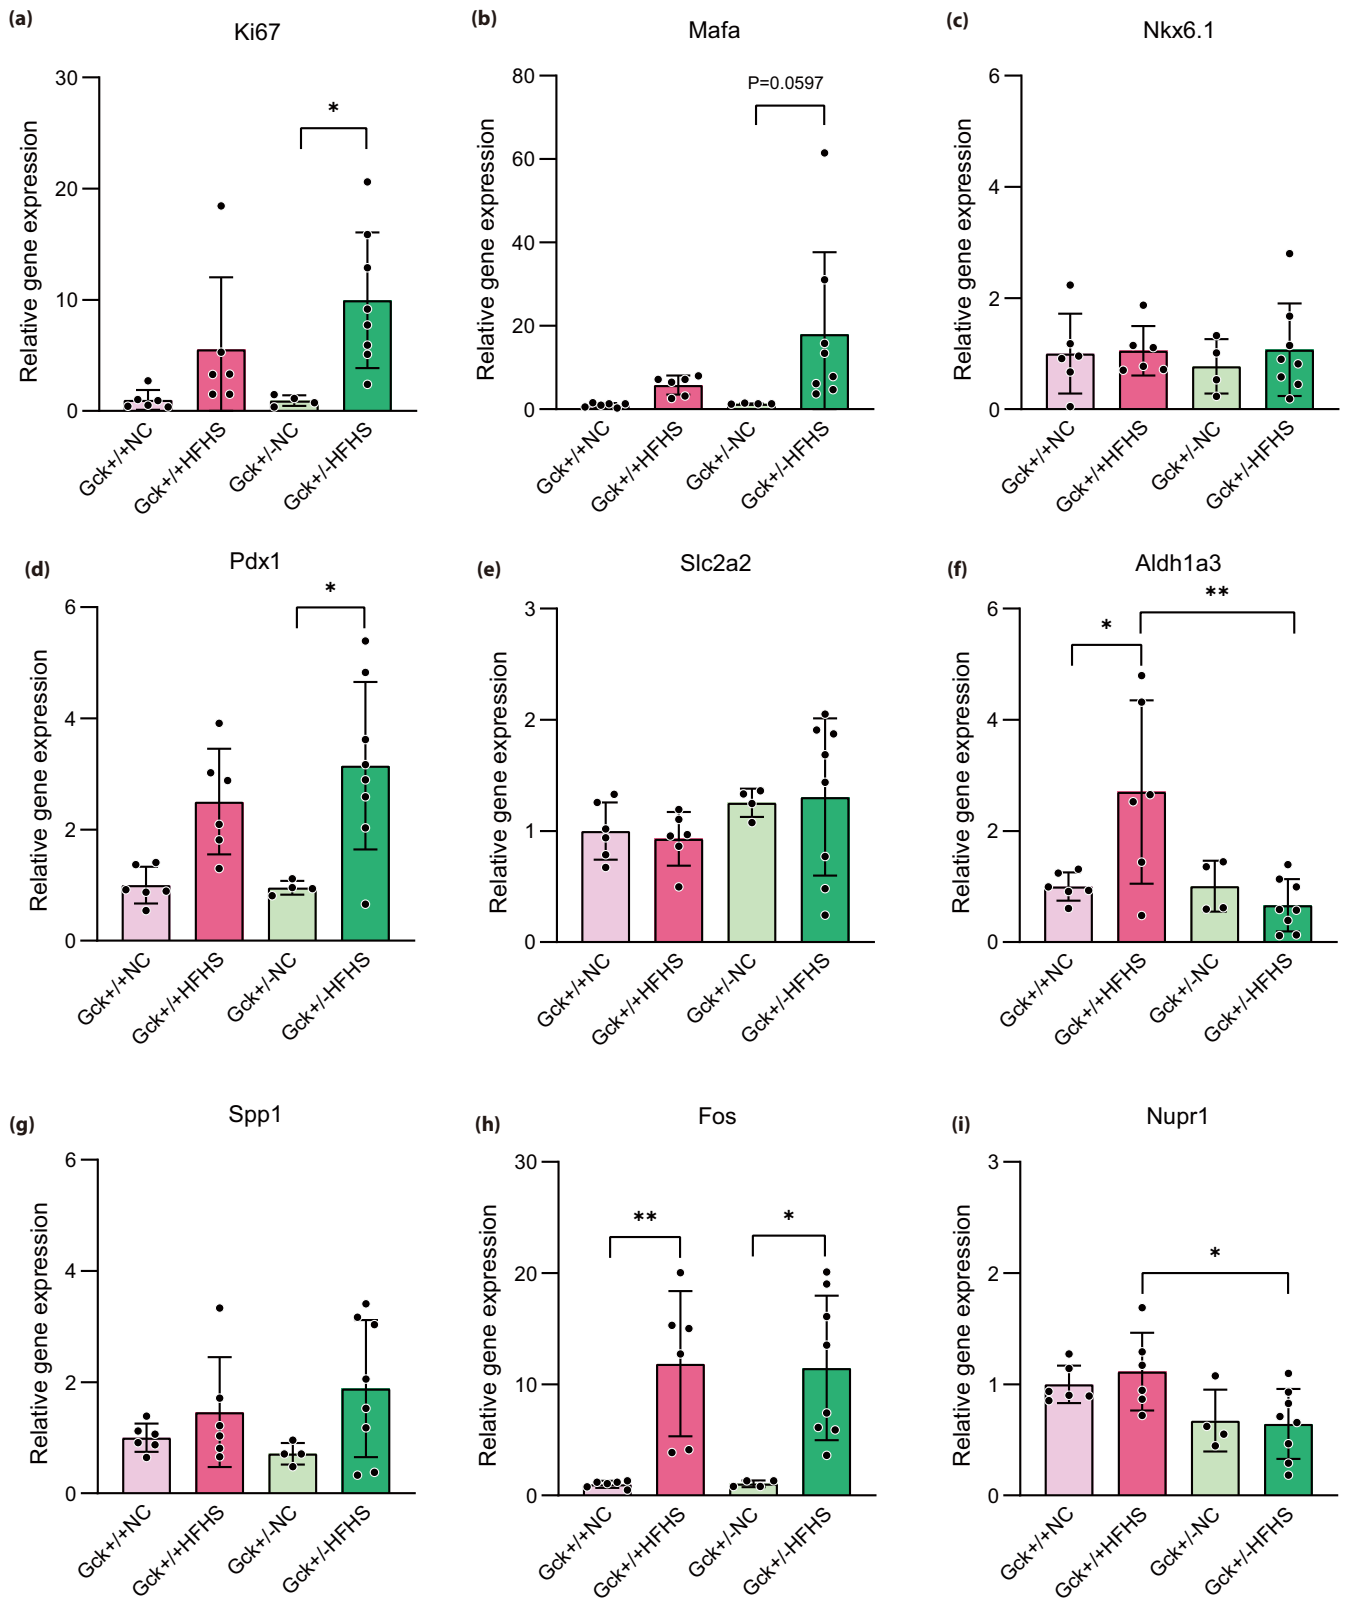 (a)
Ki67
Relative gene expression
30
20
10
0
*
Gck+/+NC
Gck+/+HFHS
Gck+/-NC
Gck+/-HFHS
(b)
Mafa
Relative gene expression
80
60
40
20
0
P=0.0597
Gck+/+NC
Gck+/+HFHS
Gck+/-NC
Gck+/-HFHS
(c)
Nkx6.1
Relative gene expression
6
4
2
0
Gck+/+NC
Gck+/+HFHS
Gck+/-NC
Gck+/-HFHS
(d)
Pdx1
Relative gene expression
6
4
2
0
*
Gck+/+NC
Gck+/+HFHS
Gck+/-NC
Gck+/-HFHS
(e)
Slc2a2
Relative gene expression
3
2
1
0
Gck+/+NC
Gck+/+HFHS
Gck+/-NC
Gck+/-HFHS
(f)
Aldh1a3
Relative gene expression
6
4
2
0
*
**
Gck+/+NC
Gck+/+HFHS
Gck+/-NC
Gck+/-HFHS
(g)
Spp1
Relative gene expression
6
4
2
0
Gck+/+NC
Gck+/+HFHS
Gck+/-NC
Gck+/-HFHS
(h)
Fos
Relative gene expression
30
20
10
0
**
*
Gck+/+NC
Gck+/+HFHS
Gck+/-NC
Gck+/-HFHS
(i)
Nupr1
Relative gene expression
3
2
1
0
*
Gck+/+NC
Gck+/+HFHS
Gck+/-NC
Gck+/-HFHS